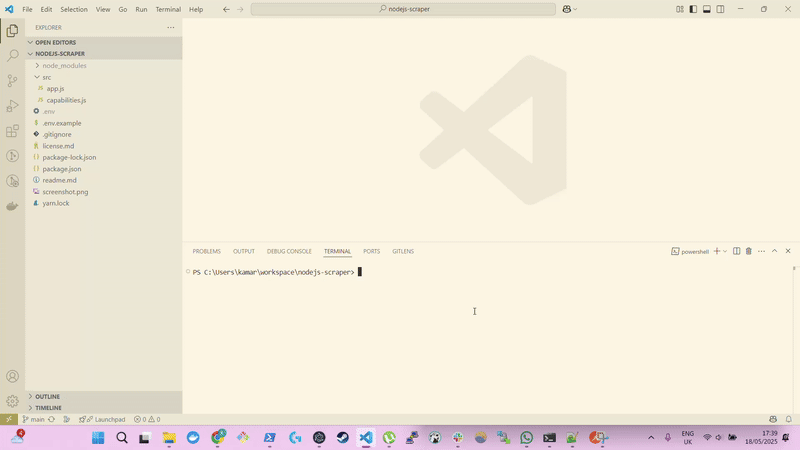 File Edit Selection View Go Run Terminal Help
nodejs-scraper
EXPLORER
OPEN EDITORS
NODEJS-SCRAPER
node_modules
src
JS app.js
JS capabilities.js
.env
.env.example
.gitignore
license.md
package-lock.json
package.json
readme.md
screenshot.png
yarn.lock
PROBLEMS OUTPUT DEBUG CONSOLE TERMINAL PORTS GITLENS
powershell
PS C:\Users\kamar\workspace\nodejs-scraper>
OUTLINE
TIMELINE
main Launchpad 0 0
ENG
UK
17:39
18/05/2025